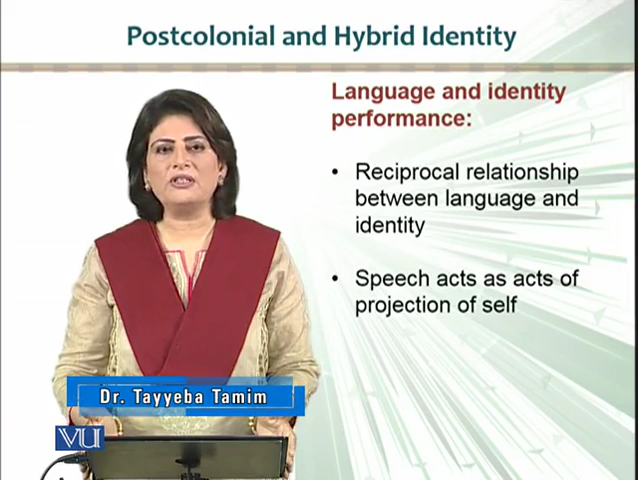 Postcolonial and Hybrid Identity
Language and identity
performance:
• Reciprocal relationship
between language and
identity
• Speech acts as acts of
projection of self
Dr. Tayyeba Tamim
VU